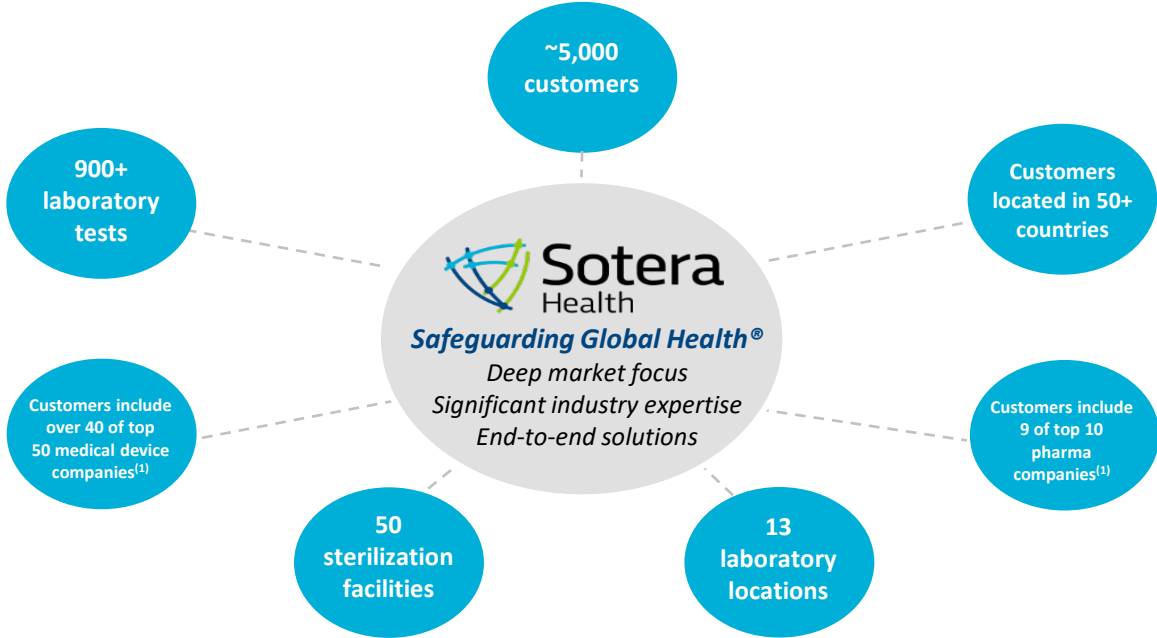 ~5,000
customers
900+
laboratory
tests
Customers
located in 50+
countries
Sotera
Health
Safeguarding Global Health®
Deep market focus
Significant industry expertise
End-to-end solutions
Customers include
over 40 of top
50 medical device
companies(1)
Customers include
9 of top 10
pharma
companies(1)
50
sterilization
facilities
13
laboratory
locations